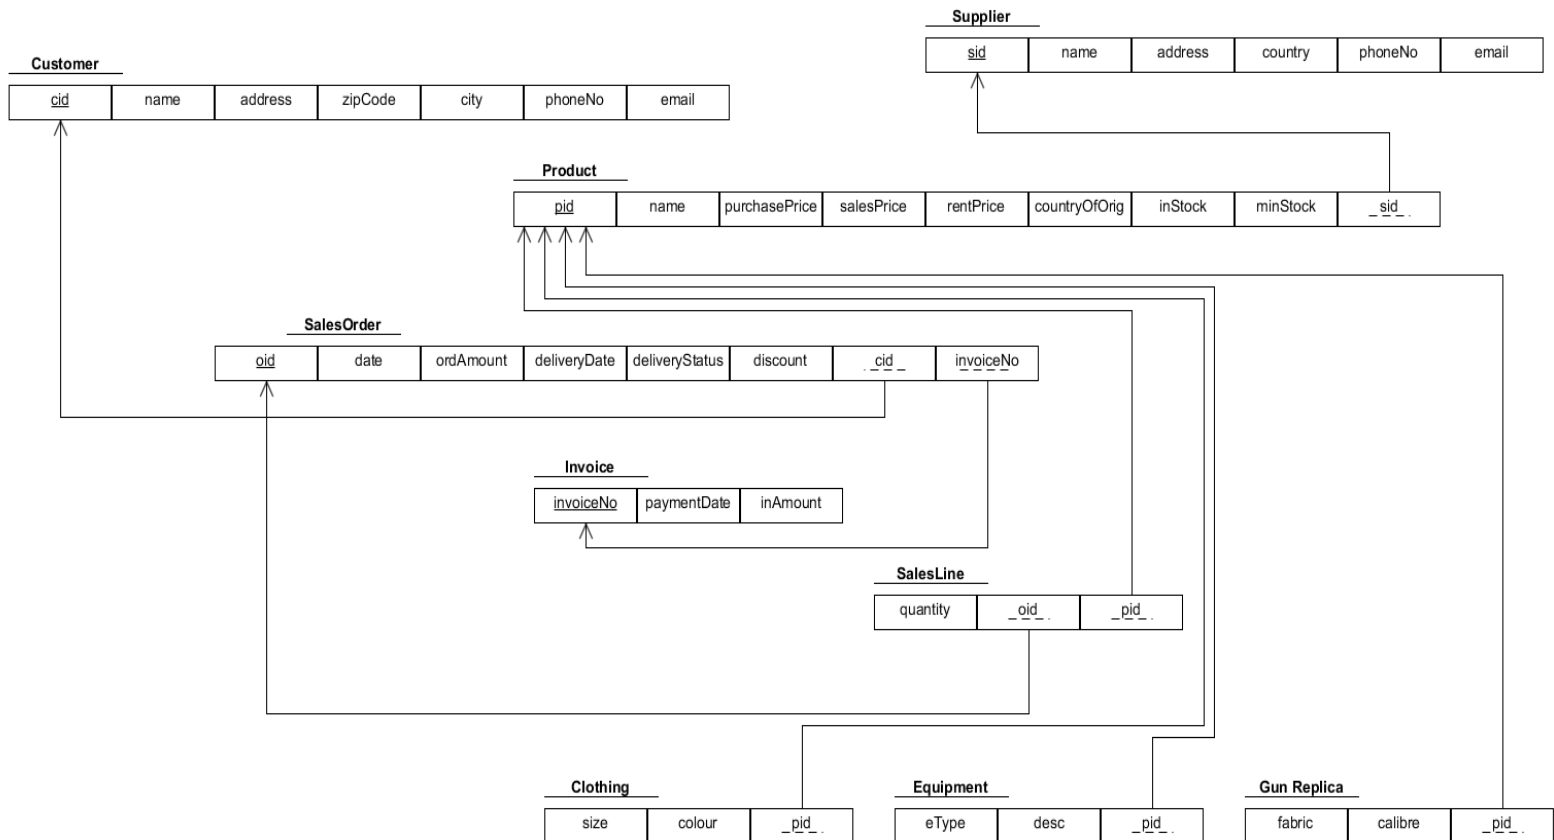 Supplier
sid name address country phoneNo email
Customer
cid name address zipCode city phoneNo email
Product
pid name purchasePrice salesPrice rentPrice countryOfOrig inStock minStock sid
SalesOrder
oid date ordAmount deliveryDate deliveryStatus discount cid invoiceNo
Invoice
invoiceNo paymentDate inAmount
SalesLine
quantity oid pid
Clothing
size colour pid
Equipment
eType desc pid
Gun Replica
fabric calibre pid